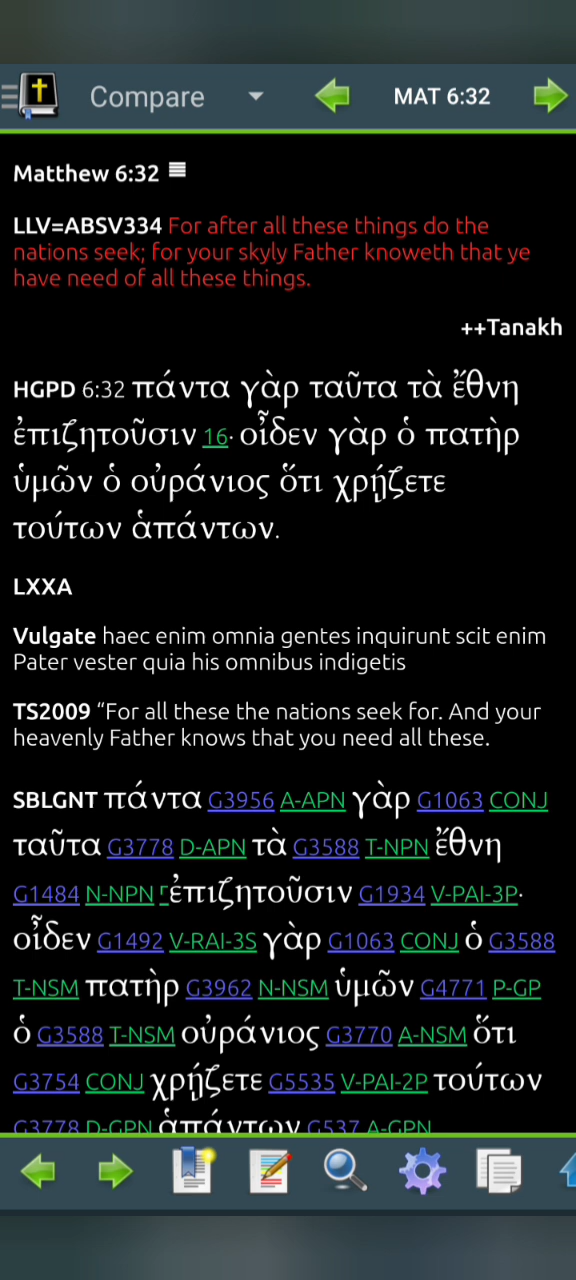 Compare
MAT 6:32
Matthew 6:32
LLV=ABSV334 For after all these things do the
nations seek; for your skyly Father knoweth that ye
have need of all these things.
++Tanakh
HGPD 6:32 πάντα γὰρ ταῦτα τὰ ἔθνη
ἐπιζητοῦσιν 16· οἶδεν γὰρ ὁ πατὴρ
ὑμῶν ὁ οὐράνιος ὅτι χρῄζετε
τούτων ἁπάντων.
LXXA
Vulgate haec enim omnia gentes inquirunt scit enim
Pater vester quia his omnibus indigetis
TS2009 “For all these the nations seek for. And your
heavenly Father knows that you need all these.
SBLGNT πάντα G3956 A-APN γὰρ G1063 CONJ
ταῦτα G3778 D-APN τὰ G3588 T-NPN ἔθνη
G1484 N-NPN ⸀ἐπιζητοῦσιν G1934 V-PAI-3P·
οἶδεν G1492 V-RAI-3S γὰρ G1063 CONJ ὁ G3588
T-NSM πατὴρ G3962 N-NSM ὑμῶν G4771 P-GP
ὁ G3588 T-NSM οὐράνιος G3770 A-NSM ὅτι
G3754 CONJ χρῄζετε G5535 V-PAI-2P τούτων
G3778 D-GPN ἁπάντων G537 A-GPN